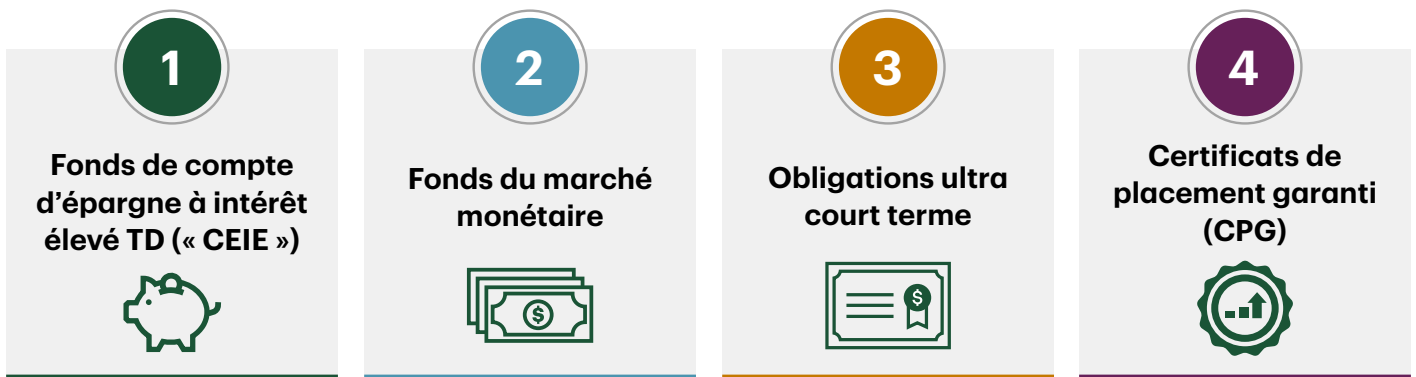 1
Fonds de compte
d’épargne à intérêt
élevé TD (« CEIE »)
$
2
Fonds du marché
monétaire
$
3
Obligations ultra
court terme
$
4
Certificats de
placement garanti
(CPG)